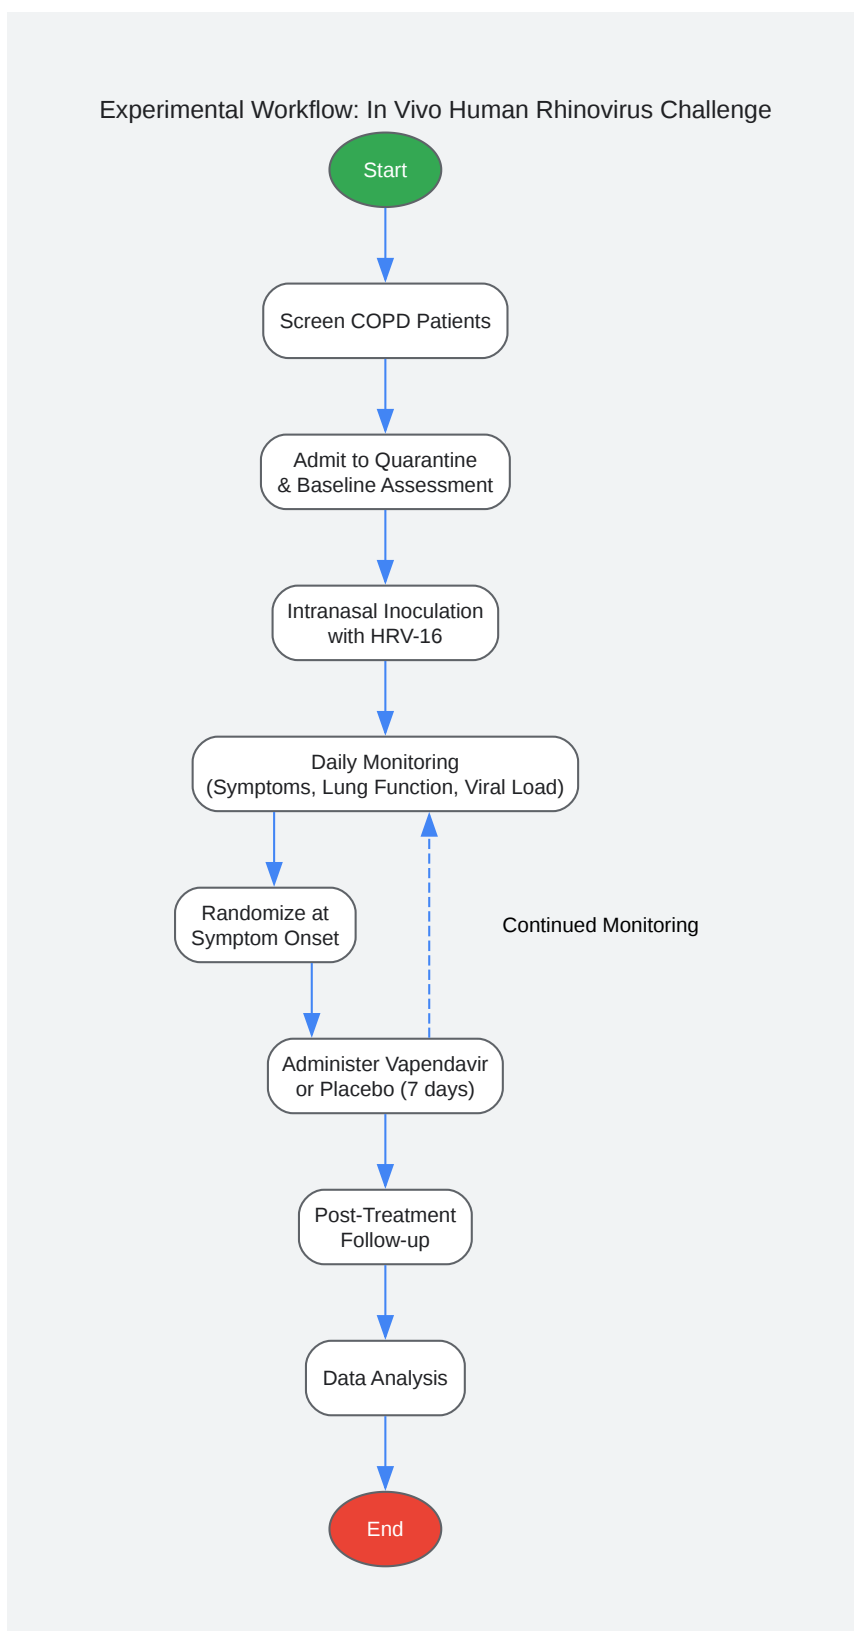 Experimental Workflow: In Vivo Human Rhinovirus Challenge
Start
Screen COPD Patients
Admit to Quarantine
& Baseline Assessment
Intranasal Inoculation
with HRV-16
Daily Monitoring
(Symptoms, Lung Function, Viral Load)
Randomize at
Symptom Onset
Continued Monitoring
Administer Vapendavir
or Placebo (7 days)
Post-Treatment
Follow-up
Data Analysis
End